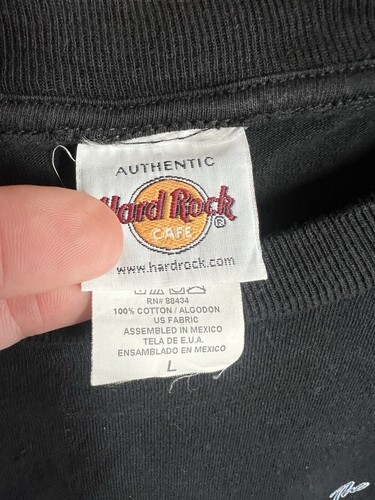 AUTHENTIC
Hard Rock ®
CAFE
www.hardrock.com
RN# 88434
100% COTTON / ALGODON
US FABRIC
ASSEMBLED IN MEXICO
TELA DE E.U.A.
ENSAMBLADO EN MEXICO
L